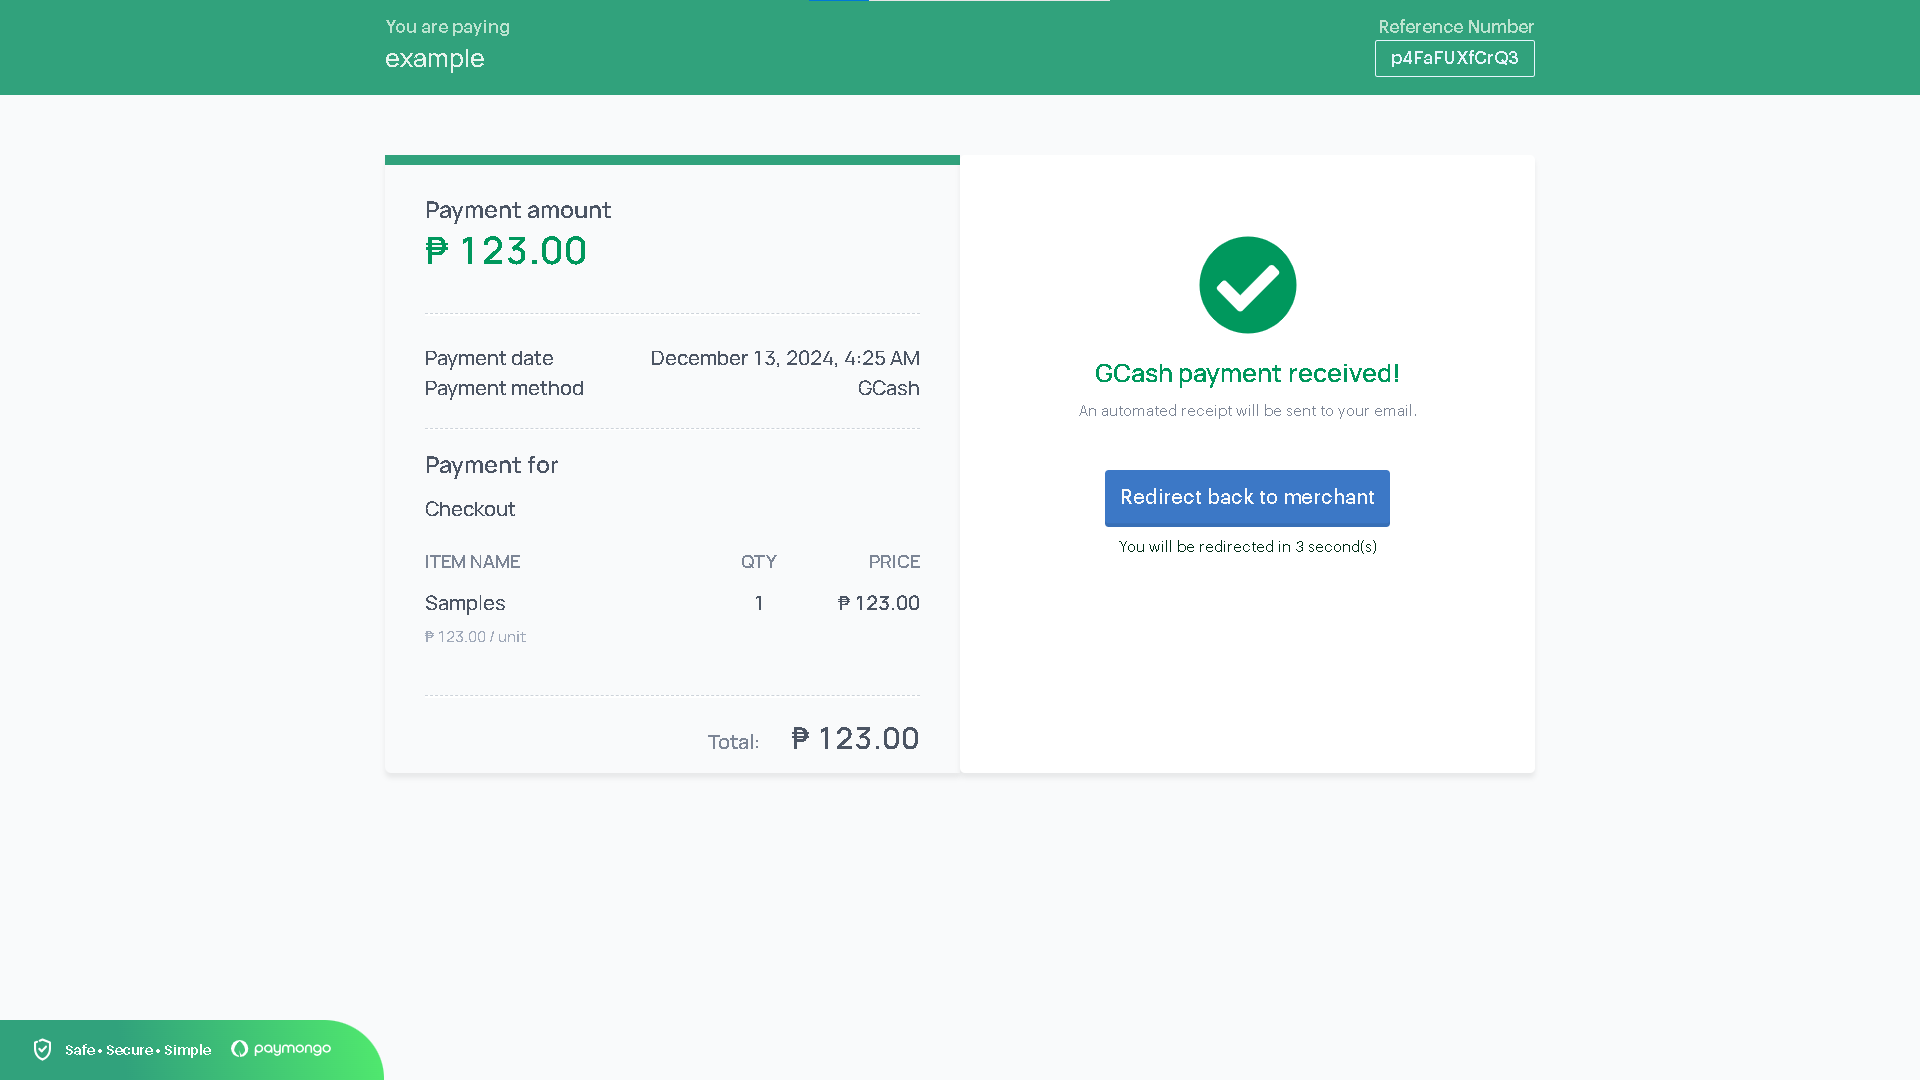 You are paying
example
Reference Number
p4FaFUXfCrQ3
Payment amount
₱ 123.00
Payment date December 13, 2024, 4:25 AM
Payment method GCash
Payment for
Checkout
ITEM NAME QTY PRICE
Samples 1 ₱ 123.00
₱ 123.00 / unit
Total: ₱ 123.00
GCash payment received!
An automated receipt will be sent to your email.
Redirect back to merchant
You will be redirected in 3 second(s)
Safe • Secure • Simple paymongo